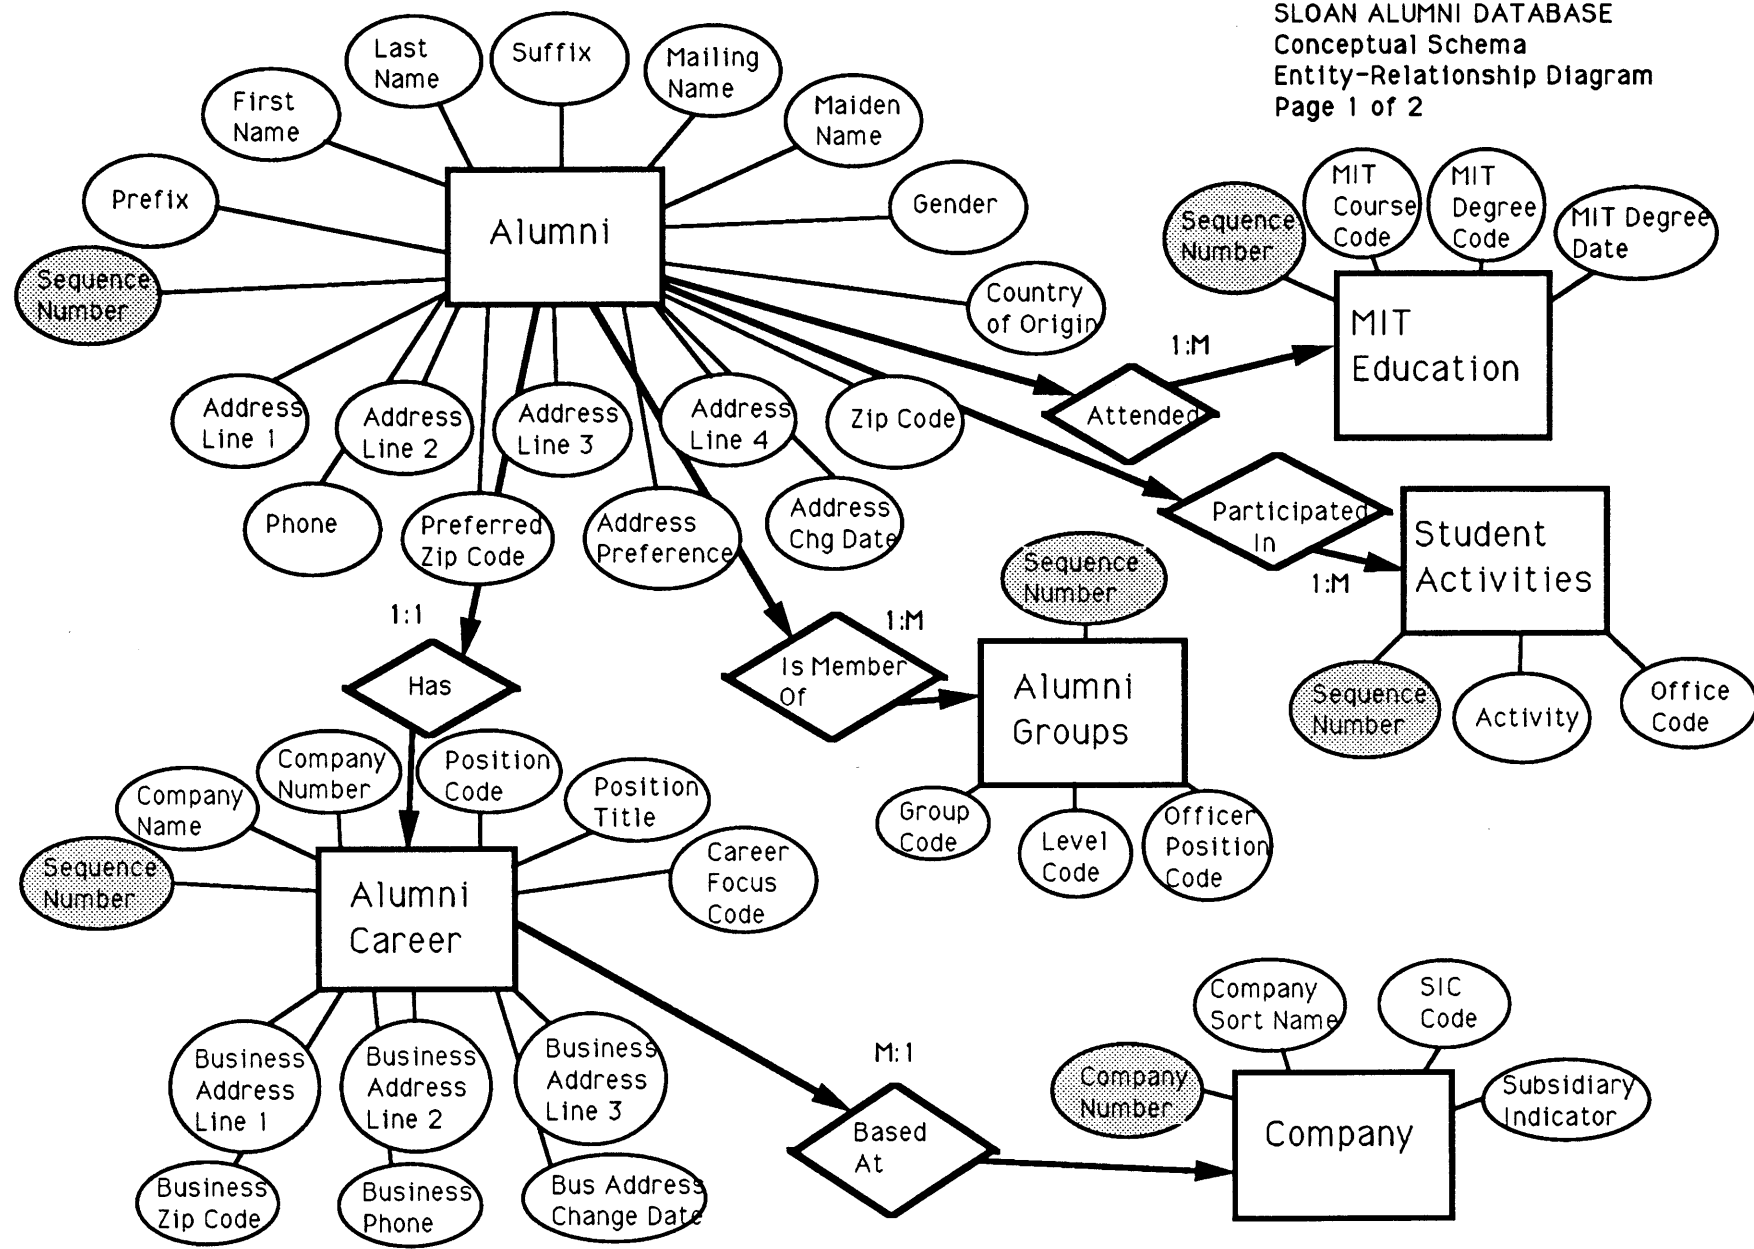 SLOAN ALUMNI DATABASE
Conceptual Schema
Entity-Relationship Diagram
Page 1 of 2
Last
Name
Suffix
Mailing
Name
First
Name
Maiden
Name
Prefix
Alumni
Gender
Sequence
Number
Country
of Origin
Address
Line 1
Address
Line 2
Address
Line 3
Address
Line 4
Zip Code
Phone
Preferred
Zip Code
Address
Preference
Address
Chg Date
1:M
Attended
Sequence
Number
MIT
Course
Code
MIT
Degree
Code
MIT Degree
Date
MIT
Education
Participated
In
1:M
Student
Activities
Sequence
Number
Activity
Office
Code
1:1
Has
1:M
Is Member
Of
Sequence
Number
Alumni
Groups
Group
Code
Level
Code
Officer
Position
Code
Company
Number
Position
Code
Company
Name
Position
Title
Sequence
Number
Career
Focus
Code
Alumni
Career
Business
Address
Line 1
Business
Address
Line 2
Business
Address
Line 3
Business
Zip Code
Business
Phone
Bus Address
Change Date
M:1
Based
At
Company
Sort Name
SIC
Code
Company
Number
Subsidiary
Indicator
Company